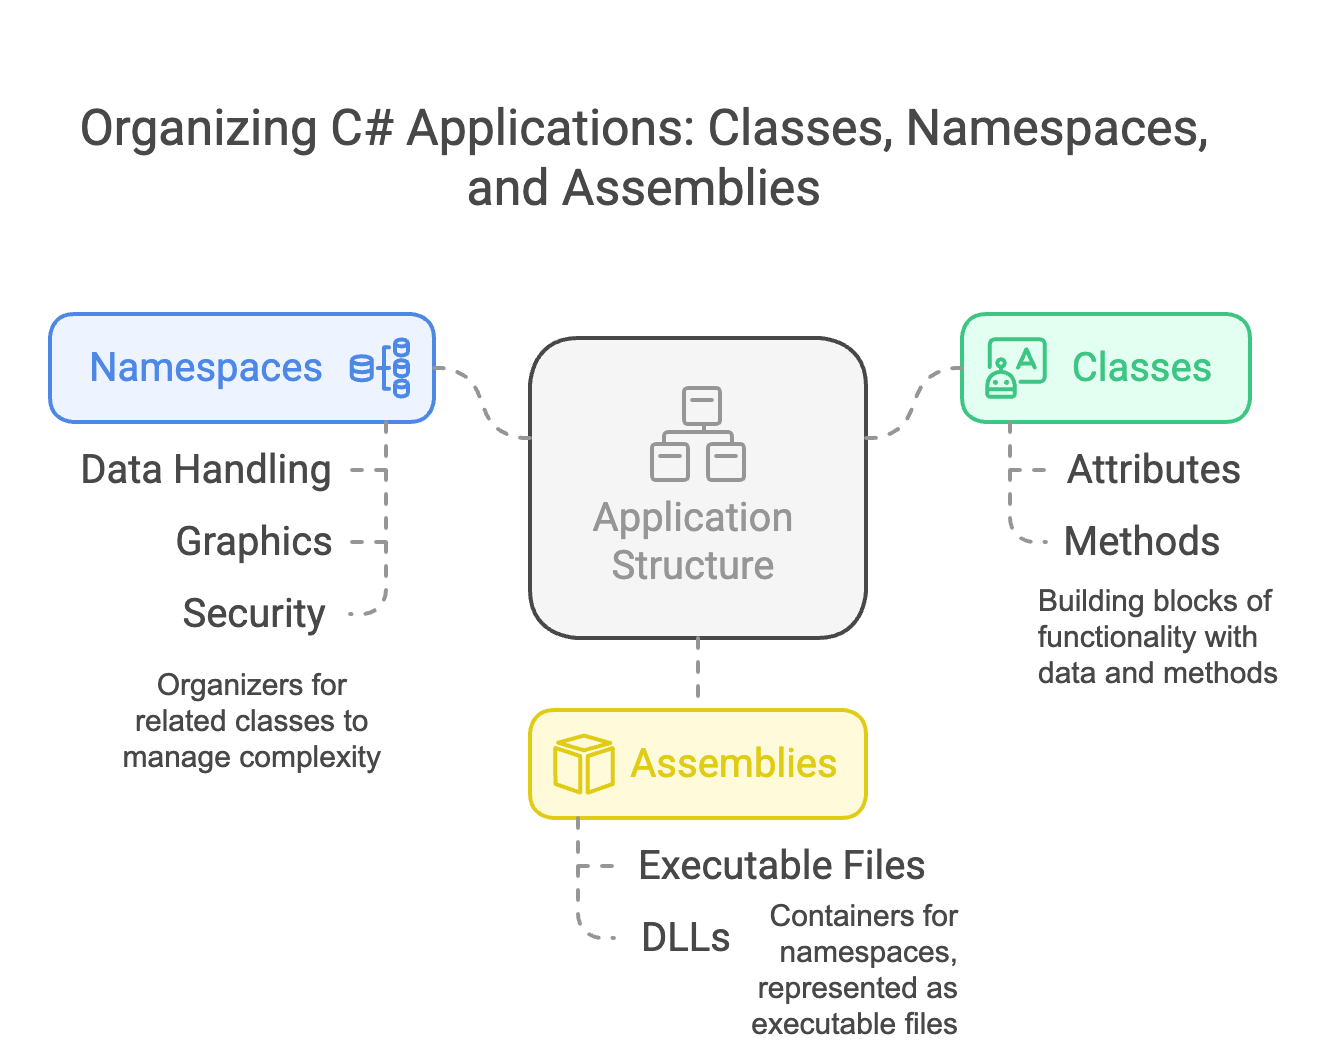 Organizing C# Applications: Classes, Namespaces,
and Assemblies
Namespaces
Data Handling
Graphics
Security
Organizers for
related classes to
manage complexity
Application
Structure
A
Classes
Attributes
Methods
Building blocks of
functionality with
data and methods
Assemblies
Executable Files
DLLs
Containers for
namespaces,
represented as
executable files